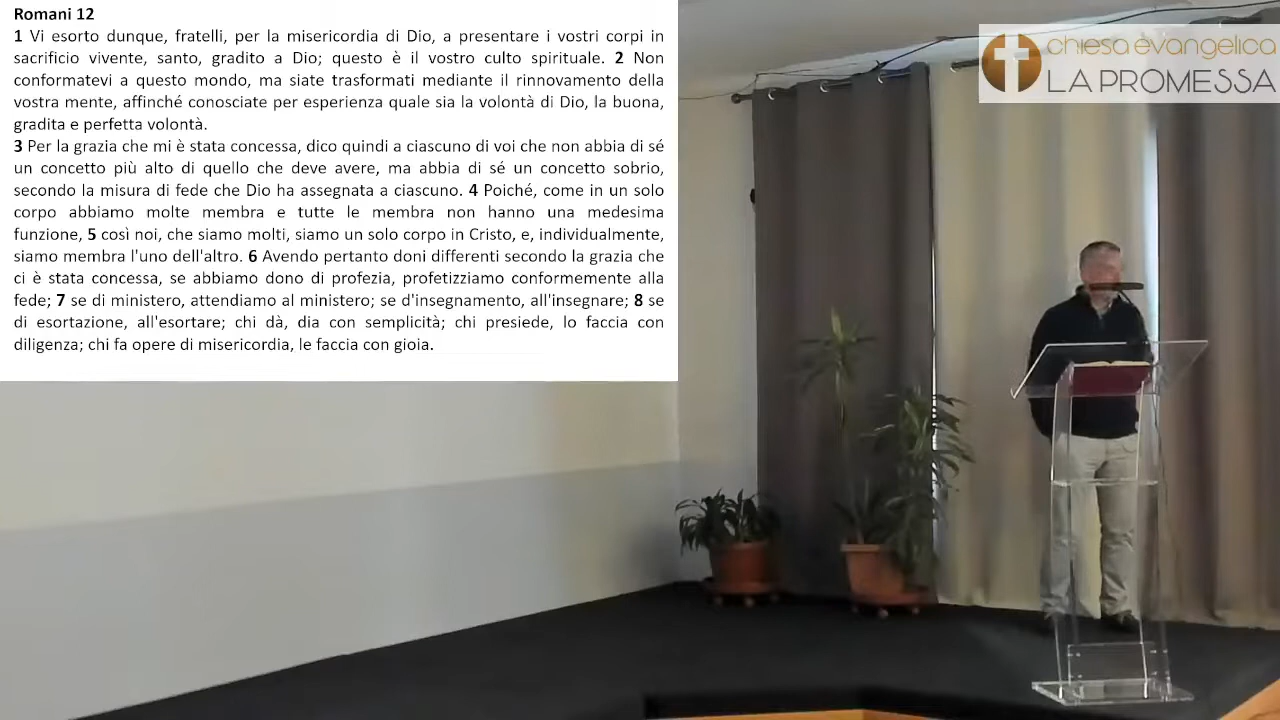 Romani 12
1 Vi esorto dunque, fratelli, per la misericordia di Dio, a presentare i vostri corpi in
sacrificio vivente, santo, gradito a Dio; questo è il vostro culto spirituale. 2 Non
conformatevi a questo mondo, ma siate trasformati mediante il rinnovamento della
vostra mente, affinché conosciate per esperienza quale sia la volontà di Dio, la buona,
gradita e perfetta volontà.
3 Per la grazia che mi è stata concessa, dico quindi a ciascuno di voi che non abbia di sé
un concetto più alto di quello che deve avere, ma abbia di sé un concetto sobrio,
secondo la misura di fede che Dio ha assegnata a ciascuno. 4 Poiché, come in un solo
corpo abbiamo molte membra e tutte le membra non hanno una medesima
funzione, 5 così noi, che siamo molti, siamo un solo corpo in Cristo, e, individualmente,
siamo membra l'uno dell'altro. 6 Avendo pertanto doni differenti secondo la grazia che
ci è stata concessa, se abbiamo dono di profezia, profetizziamo conformemente alla
fede; 7 se di ministero, attendiamo al ministero; se d'insegnamento, all'insegnare; 8 se
di esortazione, all'esortare; chi dà, dia con semplicità; chi presiede, lo faccia con
diligenza; chi fa opere di misericordia, le faccia con gioia.
chiesa evangelica
LA PROMESSA